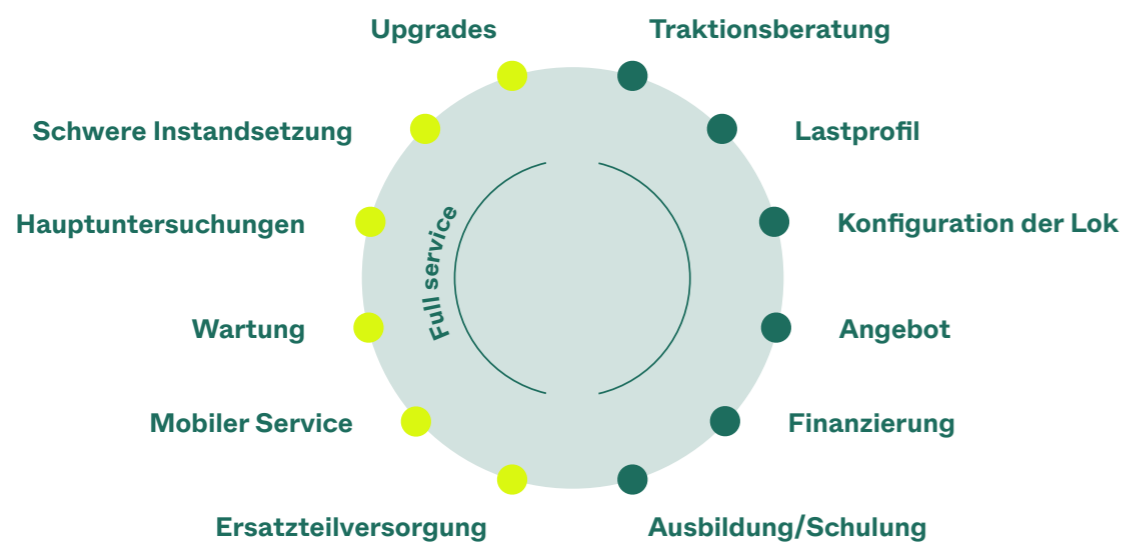 Upgrades
Traktionsberatung
Schwere Instandsetzung
Lastprofil
Hauptuntersuchungen
Konfiguration der Lok
Full service
Wartung
Angebot
Mobiler Service
Finanzierung
Ersatzteilversorgung
Ausbildung/Schulung